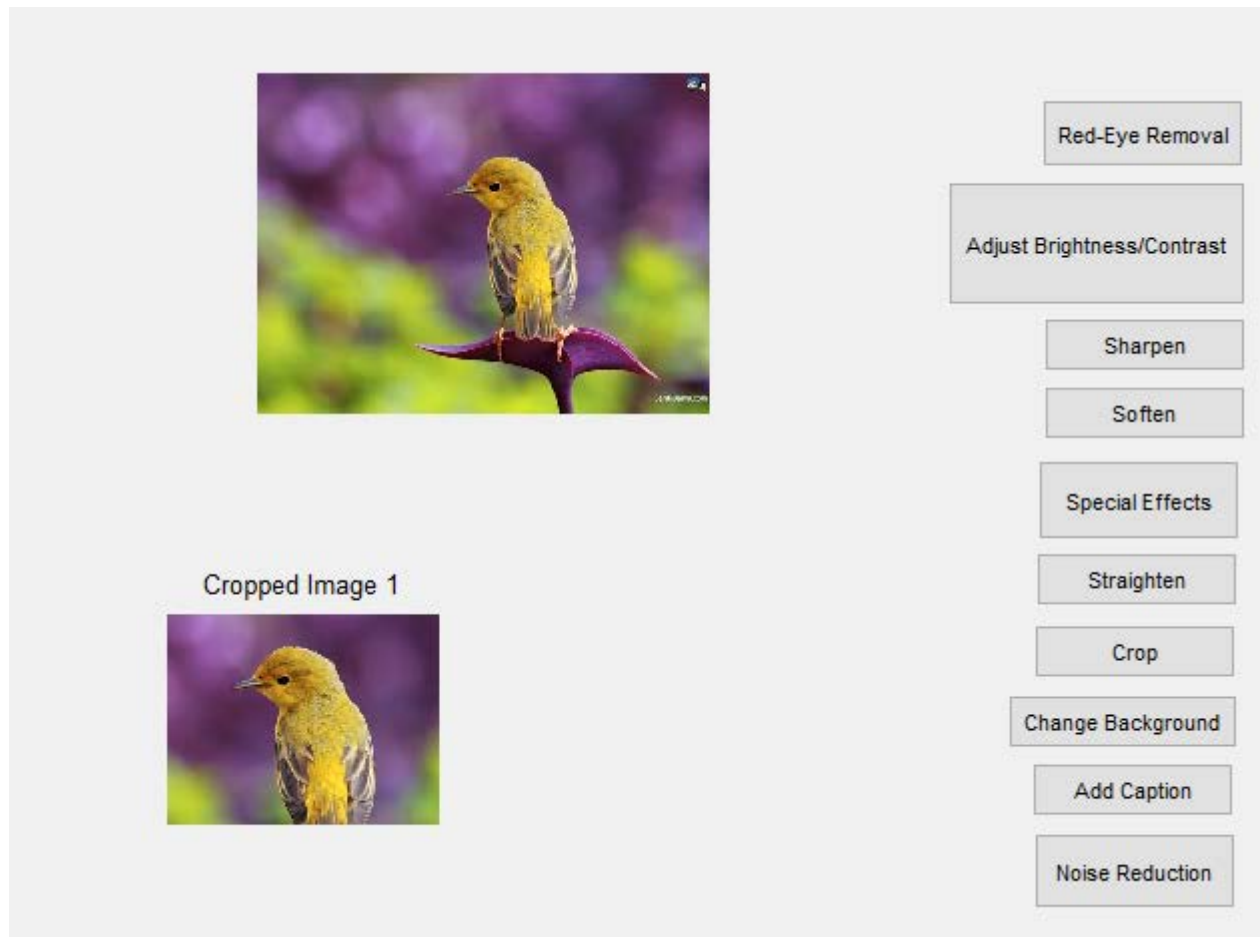 Red-Eye Removal
Adjust Brightness/Contrast
Sharpen
Soften
Special Effects
Cropped Image 1
Straighten
Crop
Change Background
Add Caption
Noise Reduction